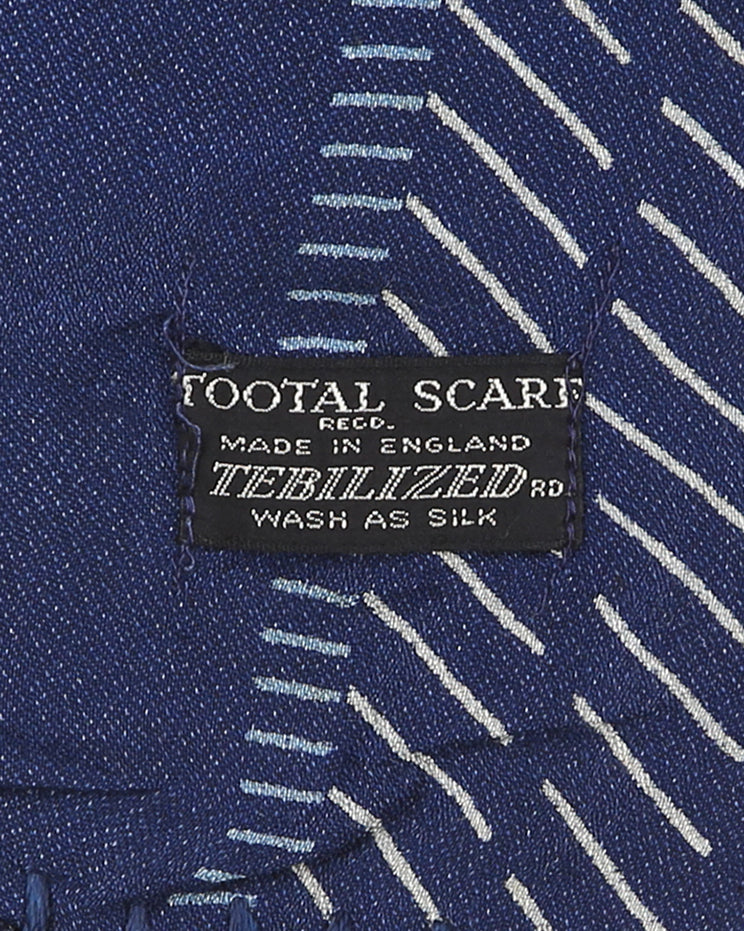 TOOTAL SCARF
REGD.
MADE IN ENGLAND
TEBILIZED RD
WASH AS SILK